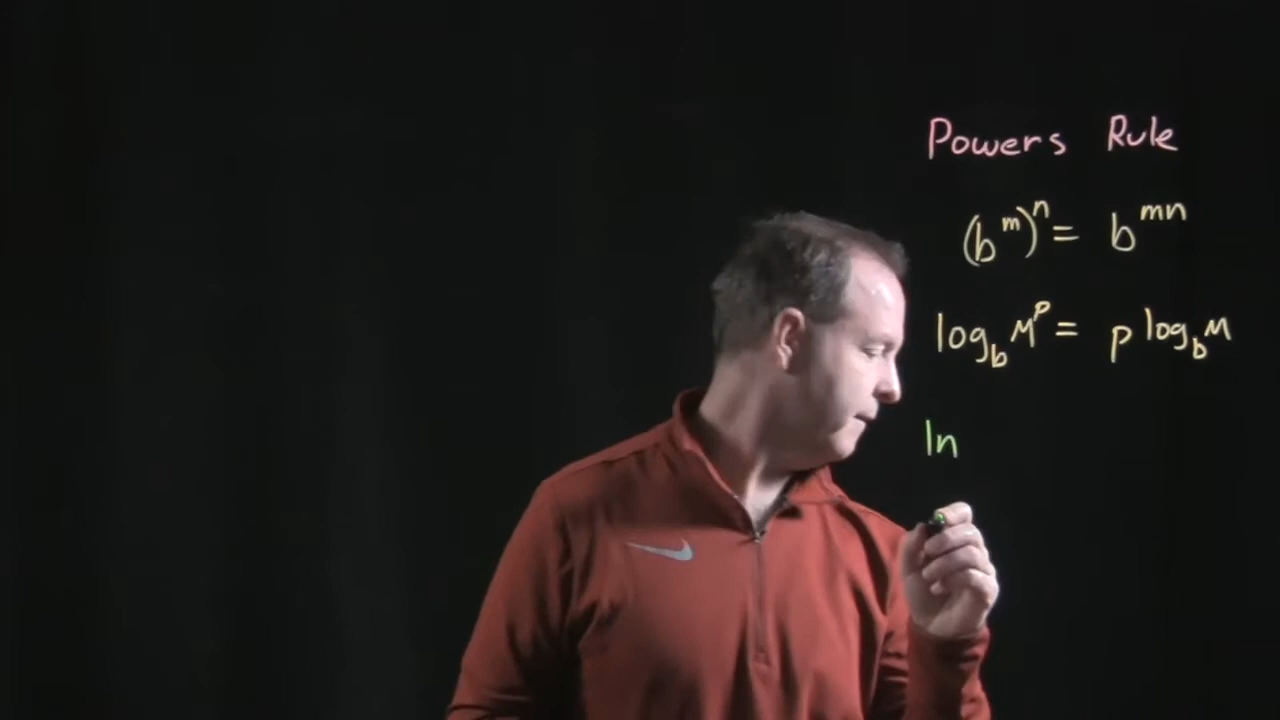 Powers Rule
(b^m)^n = b^mn
log_b M^p = p log_b M
ln